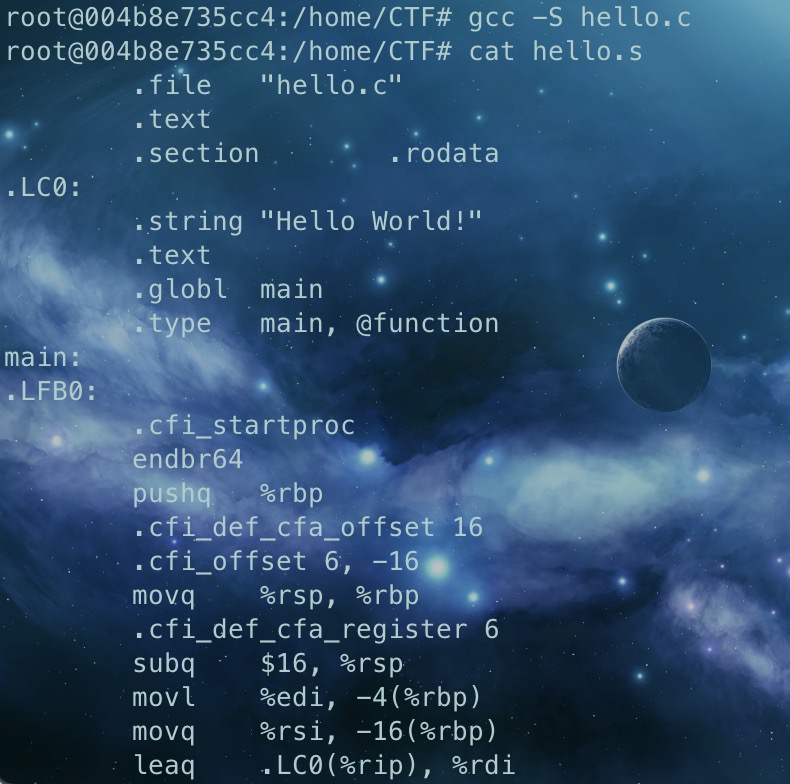 root@004b8e735cc4:/home/CTF# gcc -S hello.c
root@004b8e735cc4:/home/CTF# cat hello.s
        .file   "hello.c"
        .text
        .section        .rodata
.LC0:
        .string "Hello World!"
        .text
        .globl  main
        .type   main, @function
main:
.LFB0:
        .cfi_startproc
        endbr64
        pushq   %rbp
        .cfi_def_cfa_offset 16
        .cfi_offset 6, -16
        movq    %rsp, %rbp
        .cfi_def_cfa_register 6
        subq    $16, %rsp
        movl    %edi, -4(%rbp)
        movq    %rsi, -16(%rbp)
        leaq    .LC0(%rip), %rdi